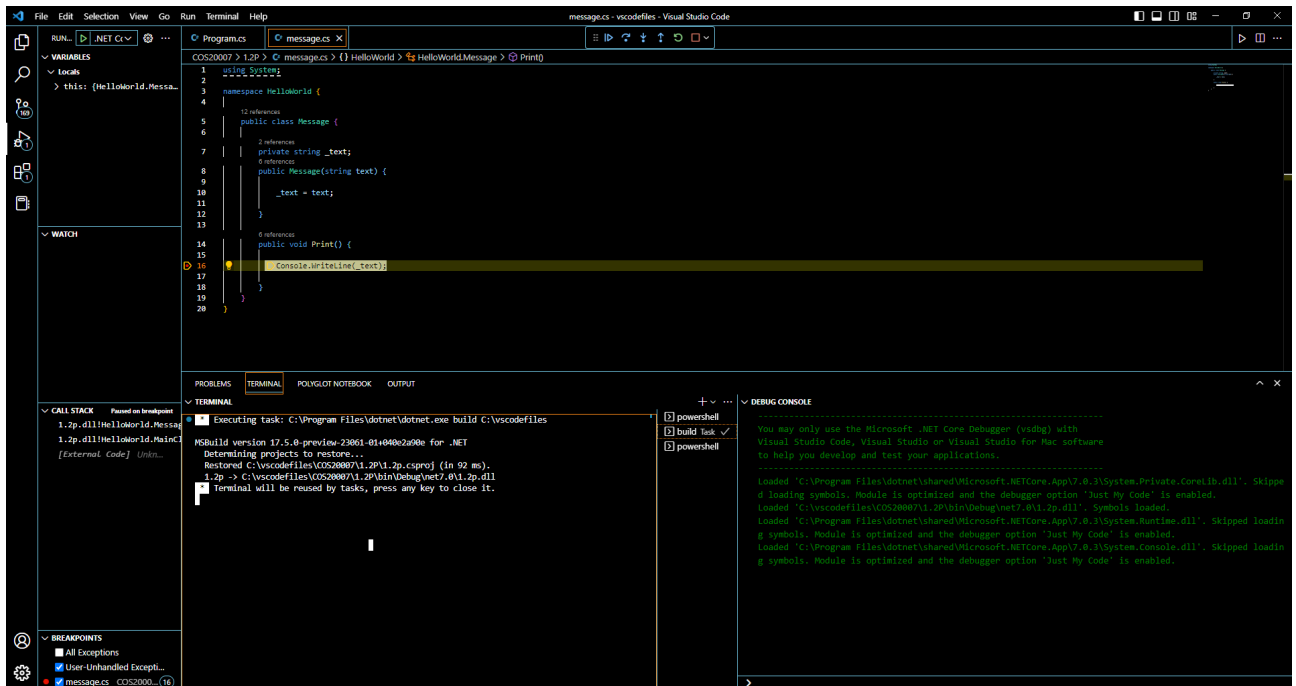 File Edit Selection View Go Run Terminal Help
message.cs - vscodefiles - Visual Studio Code
RUN... .NET Cc ...
Program.cs
message.cs
COS20007 > 1.2P > message.cs > {} HelloWorld > HelloWorld.Message > Print()
VARIABLES
Locals
> this: {HelloWorld.Messa...
169
1
1
WATCH
1 using System;
2
3 namespace HelloWorld {
4
12 references
5 public class Message {
6
2 references
7 private string _text;
6 references
8 public Message(string text) {
9
10 _text = text;
11
12 }
13
6 references
14 public void Print() {
15
16 Console.WriteLine(_text);
17
18 }
19 }
20 }
CALL STACK Paused on breakpoint
1.2p.dll!HelloWorld.Messag
1.2p.dll!HelloWorld.MainCl
[External Code] Unkn...
BREAKPOINTS
All Exceptions
User-Unhandled Excepti...
message.cs COS2000... 16
PROBLEMS TERMINAL POLYGLOT NOTEBOOK OUTPUT
TERMINAL
* Executing task: C:\Program Files\dotnet\dotnet.exe build C:\vscodefiles
MSBuild version 17.5.0-preview-23061-01+040e2a90e for .NET
Determining projects to restore...
Restored C:\vscodefiles\COS20007\1.2P\1.2p.csproj (in 92 ms).
1.2p -> C:\vscodefiles\COS20007\1.2P\bin\Debug\net7.0\1.2p.dll
* Terminal will be reused by tasks, press any key to close it.
powershell
build Task
powershell
DEBUG CONSOLE
-------------------------------------------------------------------
You may only use the Microsoft .NET Core Debugger (vsdbg) with
Visual Studio Code, Visual Studio or Visual Studio for Mac software
to help you develop and test your applications.
-------------------------------------------------------------------
Loaded 'C:\Program Files\dotnet\shared\Microsoft.NETCore.App\7.0.3\System.Private.CoreLib.dll'. Skippe
d loading symbols. Module is optimized and the debugger option 'Just My Code' is enabled.
Loaded 'C:\vscodefiles\COS20007\1.2P\bin\Debug\net7.0\1.2p.dll'. Symbols loaded.
Loaded 'C:\Program Files\dotnet\shared\Microsoft.NETCore.App\7.0.3\System.Runtime.dll'. Skipped loadin
g symbols. Module is optimized and the debugger option 'Just My Code' is enabled.
Loaded 'C:\Program Files\dotnet\shared\Microsoft.NETCore.App\7.0.3\System.Console.dll'. Skipped loadin
g symbols. Module is optimized and the debugger option 'Just My Code' is enabled.
>